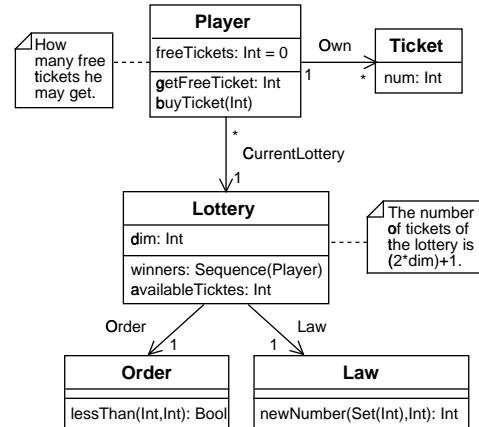 How
many free
tickets he
may get.
Player
freeTickets: Int = 0
getFreeTicket: Int
buyTicket(Int)
Own
1
*
Ticket
num: Int
*
CurrentLottery
1
Lottery
dim: Int
winners: Sequence(Player)
availableTicktes: Int
The number
of tickets of
the lottery is
(2*dim)+1.
Order
1
Law
1
Order
lessThan(Int,Int): Bool
Law
newNumber(Set(Int),Int): Int